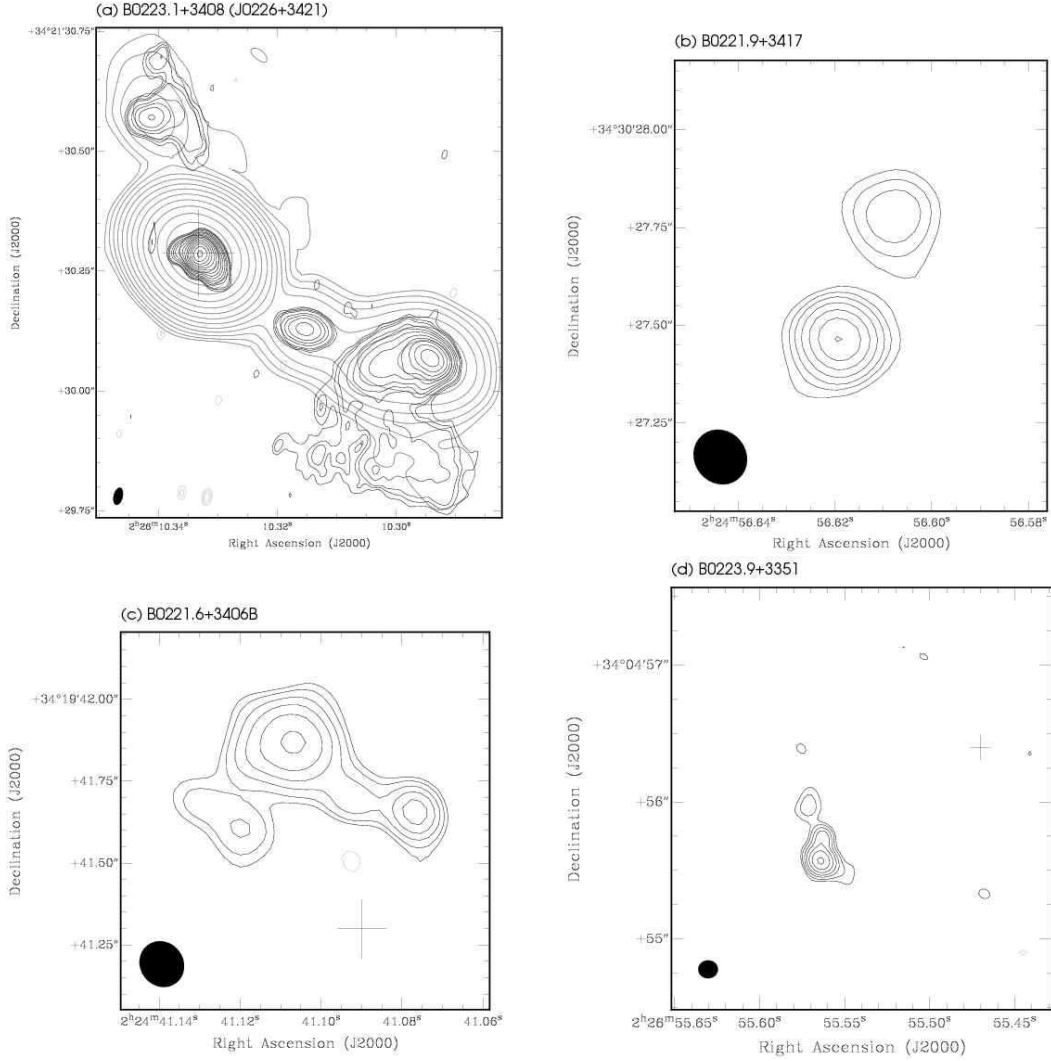 (a) B0223.1+3408 (J0226+3421)
+34°21'30.75"
+30.50"
+30.25"
+30.00"
+29.75"
Declination (J2000)
2ʰ26ᵐ10.34ˢ 10.32ˢ 10.30ˢ
Right Ascension (J2000)
(b) B0221.9+3417
+34°30'28.00"
+27.75"
+27.50"
+27.25"
Declination (J2000)
2ʰ24ᵐ56.64ˢ 56.62ˢ 56.60ˢ 56.58ˢ
Right Ascension (J2000)
(c) B0221.6+3406B
+34°19'42.00"
+41.75"
+41.50"
+41.25"
Declination (J2000)
2ʰ24ᵐ41.14ˢ 41.12ˢ 41.10ˢ 41.08ˢ 41.06ˢ
Right Ascension (J2000)
(d) B0223.9+3351
+34°04'57"
+56"
+55"
Declination (J2000)
2ʰ26ᵐ55.65ˢ 55.60ˢ 55.55ˢ 55.50ˢ 55.45ˢ
Right Ascension (J2000)